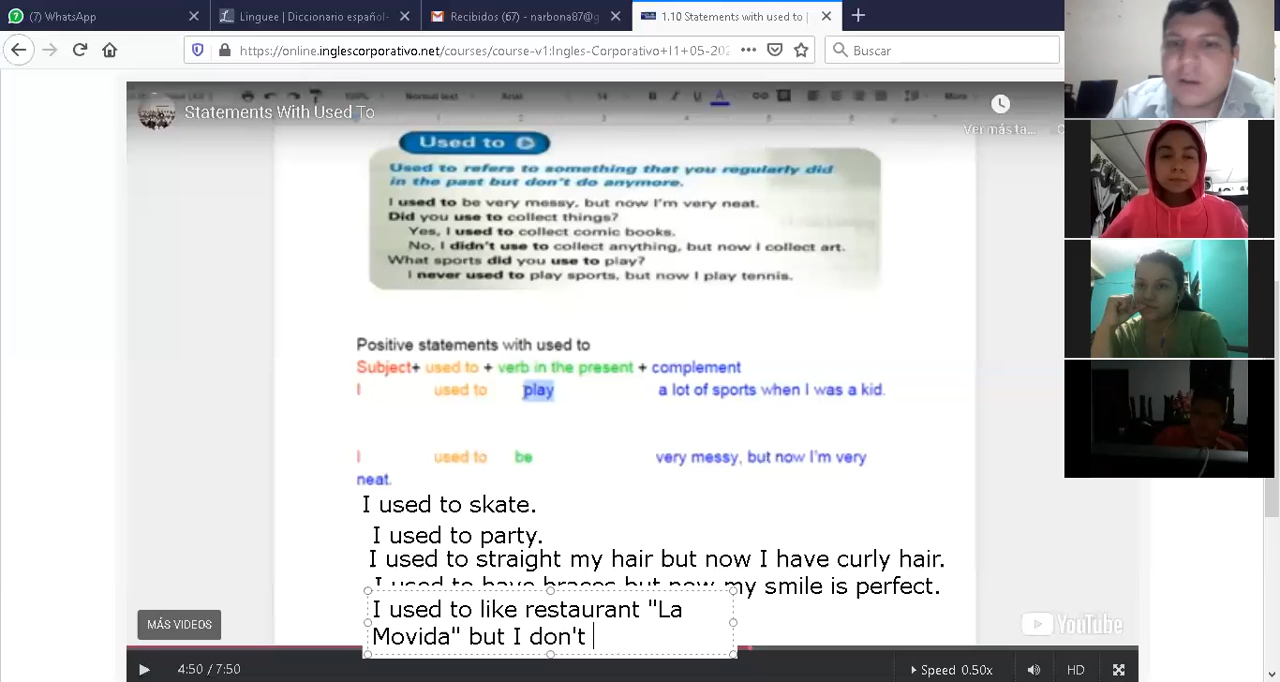 (7) WhatsApp
Linguee | Diccionario español-
Recibidos (67) - narbona87@g
1.10 Statements with used to |
https://online.inglescorporativo.net/courses/course-v1:Ingles-Corporativo+I1+05-202
Buscar
Normal text Arial 14 B I U A More
Statements With Used To
Ver más ta...
Used to
Used to refers to something that you regularly did
in the past but don't do anymore.
I used to be very messy, but now I'm very neat.
Did you use to collect things?
Yes, I used to collect comic books.
No, I didn't use to collect anything, but now I collect art.
What sports did you use to play?
I never used to play sports, but now I play tennis.
Positive statements with used to
Subject+ used to + verb in the present + complement
I used to play a lot of sports when I was a kid.
I used to be very messy, but now I'm very
neat.
I used to skate.
I used to party.
I used to straight my hair but now I have curly hair.
I used to have braces but now my smile is perfect.
I used to like restaurant "La
Movida" but I don't
MÁS VIDEOS
YouTube
4:50 / 7:50
Speed 0.50x
HD